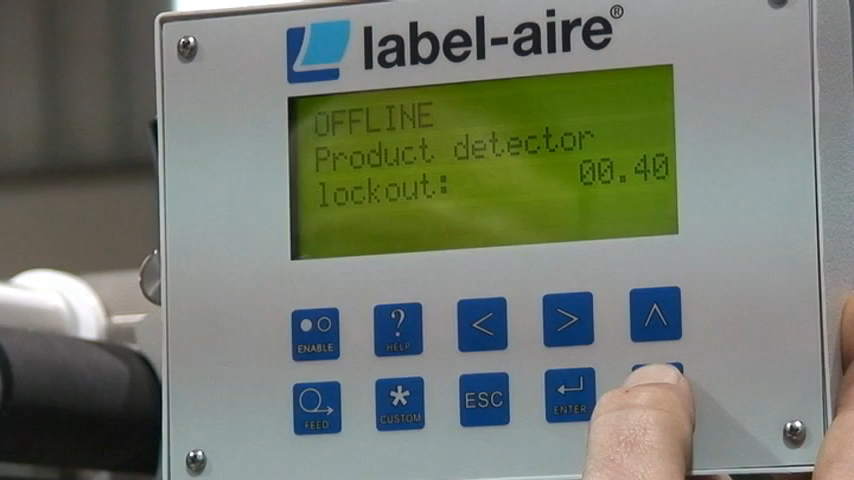 label-aire®
OFFLINE
Product detector
lockout: 00.40
ENABLE
? HELP
<
>
FEED
* CUSTOM
ESC
ENTER